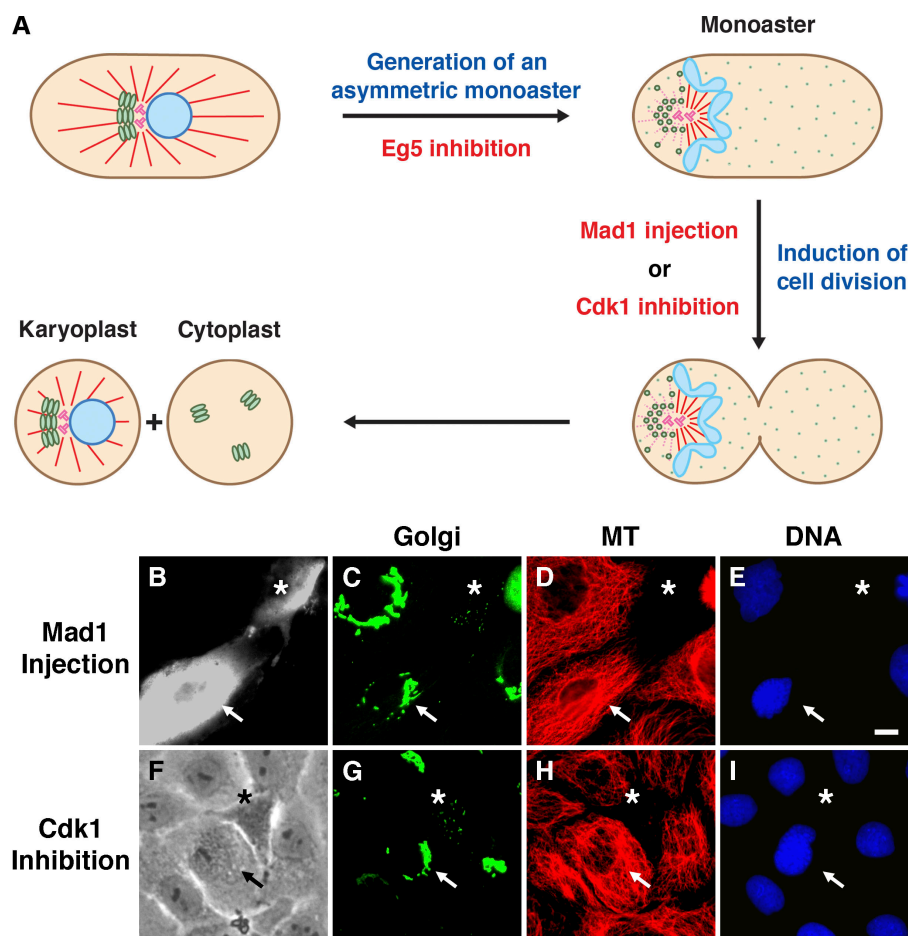 A
Monoaster
Generation of an
asymmetric monoaster
Eg5 inhibition
Mad1 injection
or
Cdk1 inhibition
Induction of
cell division
Karyoplast
Cytoplast
+
Golgi
MT
DNA
Mad1
Injection
B
*
C
*
D
*
E
*
Cdk1
Inhibition
F
*
G
*
H
*
I
*